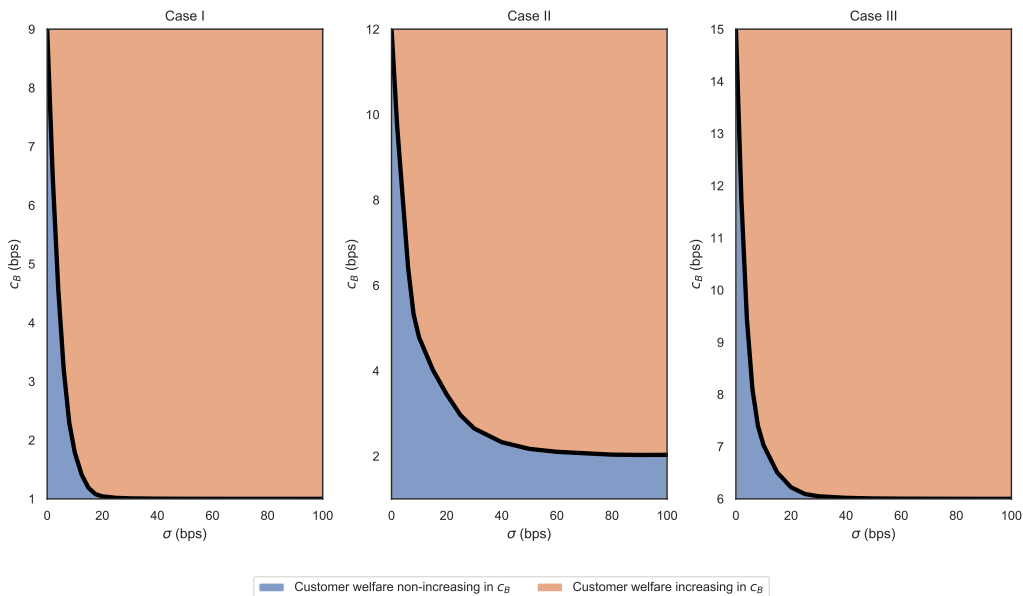 Case I
9
8
7
6
5
4
3
2
1
c_B (bps)
0 20 40 60 80 100
σ (bps)
Case II
12
10
8
6
4
2
c_B (bps)
0 20 40 60 80 100
σ (bps)
Case III
15
14
13
12
11
10
9
8
7
6
c_B (bps)
0 20 40 60 80 100
σ (bps)
Customer welfare non-increasing in c_B Customer welfare increasing in c_B